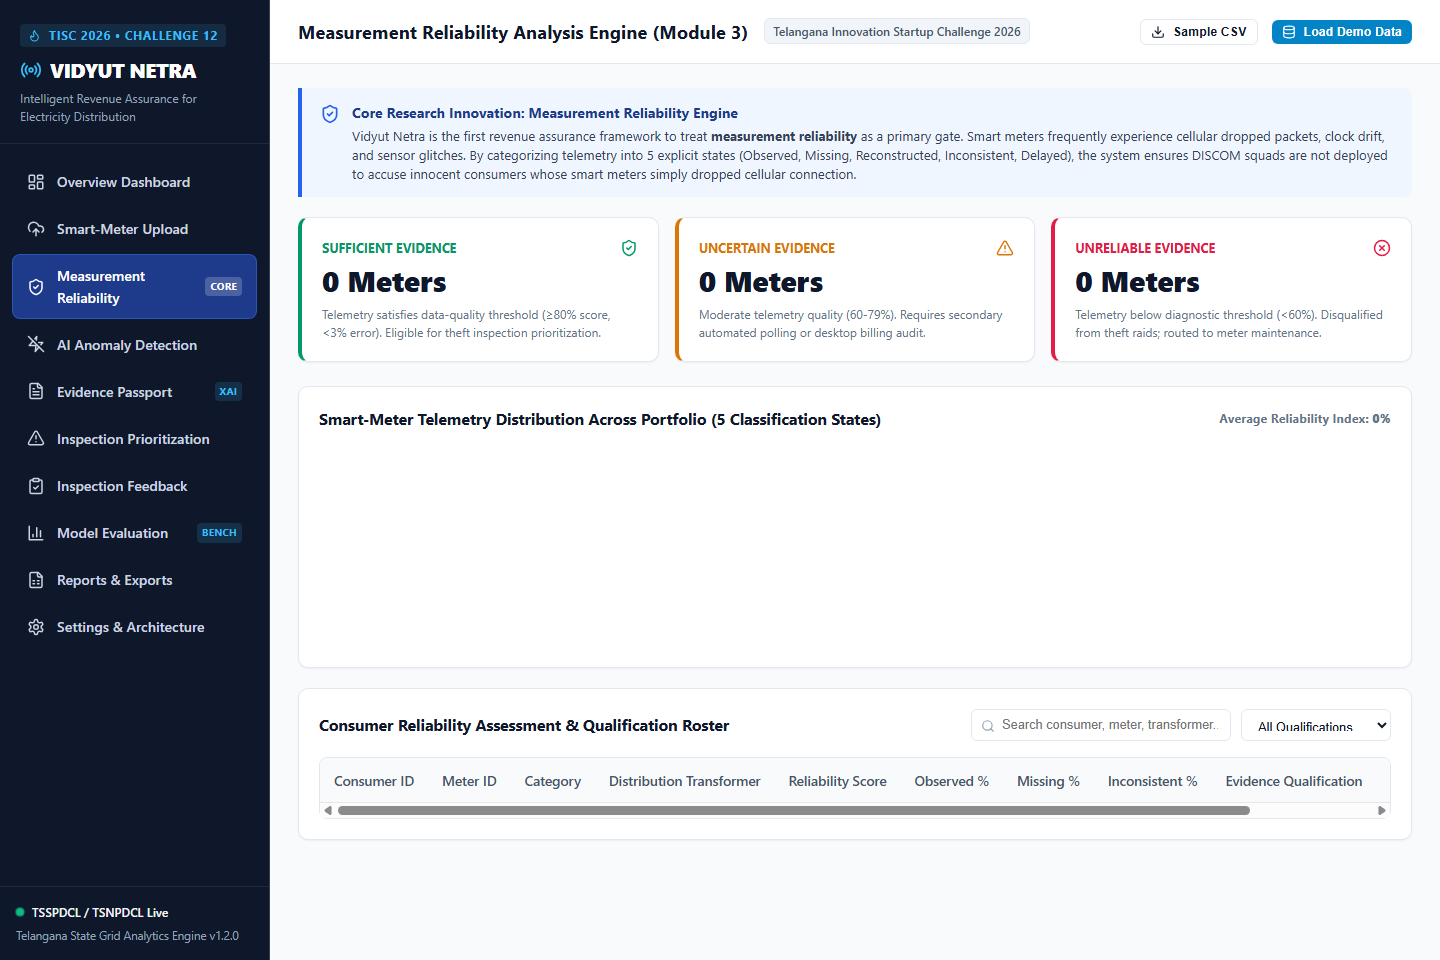 TISC 2026 • CHALLENGE 12
VIDYUT NETRA
Intelligent Revenue Assurance for
Electricity Distribution
Overview Dashboard
Smart-Meter Upload
Measurement
Reliability
CORE
AI Anomaly Detection
Evidence Passport
XAI
Inspection Prioritization
Inspection Feedback
Model Evaluation
BENCH
Reports & Exports
Settings & Architecture
TSSPDCL / TSNPDCL Live
Telangana State Grid Analytics Engine v1.2.0
Measurement Reliability Analysis Engine (Module 3)
Telangana Innovation Startup Challenge 2026
Sample CSV
Load Demo Data
Core Research Innovation: Measurement Reliability Engine
Vidyut Netra is the first revenue assurance framework to treat measurement reliability as a primary gate. Smart meters frequently experience cellular dropped packets, clock drift,
and sensor glitches. By categorizing telemetry into 5 explicit states (Observed, Missing, Reconstructed, Inconsistent, Delayed), the system ensures DISCOM squads are not deployed
to accuse innocent consumers whose smart meters simply dropped cellular connection.
SUFFICIENT EVIDENCE
0 Meters
Telemetry satisfies data-quality threshold (≥80% score,
<3% error). Eligible for theft inspection prioritization.
UNCERTAIN EVIDENCE
0 Meters
Moderate telemetry quality (60-79%). Requires secondary
automated polling or desktop billing audit.
UNRELIABLE EVIDENCE
0 Meters
Telemetry below diagnostic threshold (<60%). Disqualified
from theft raids; routed to meter maintenance.
Smart-Meter Telemetry Distribution Across Portfolio (5 Classification States)
Average Reliability Index: 0%
Consumer Reliability Assessment & Qualification Roster
Search consumer, meter, transformer..
All Qualifications
Consumer ID Meter ID Category Distribution Transformer Reliability Score Observed % Missing % Inconsistent % Evidence Qualification